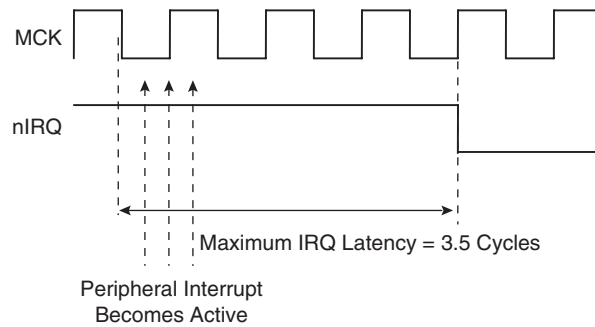 MCK
nIRQ
Maximum IRQ Latency = 3.5 Cycles
Peripheral Interrupt
Becomes Active